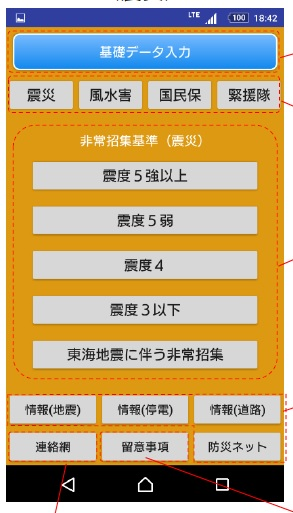 LTE 100 18:42
基礎データ入力
震災 風水害 国民保 緊援隊
非常招集基準（震災）
震度５強以上
震度５弱
震度４
震度３以下
東海地震に伴う非常招集
情報(地震) 情報(停電) 情報(道路)
連絡網 留意事項 防災ネット